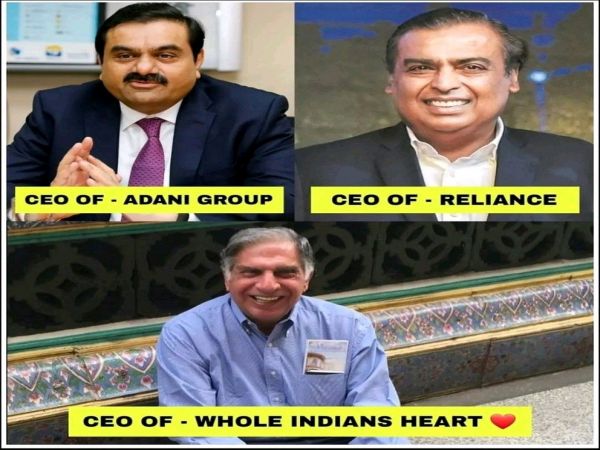 CEO OF - ADANI GROUP
CEO OF - RELIANCE
CEO OF - WHOLE INDIANS HEART ❤️